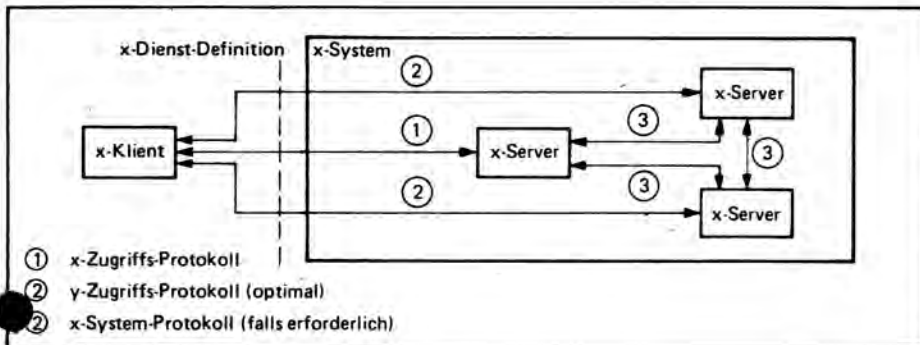 x-Dienst-Definition
x-System
②
x-Server
①
③
x-Klient
x-Server
③
③
②
x-Server
① x-Zugriffs-Protokoll
② y-Zugriffs-Protokoll (optimal)
② x-System-Protokoll (falls erforderlich)